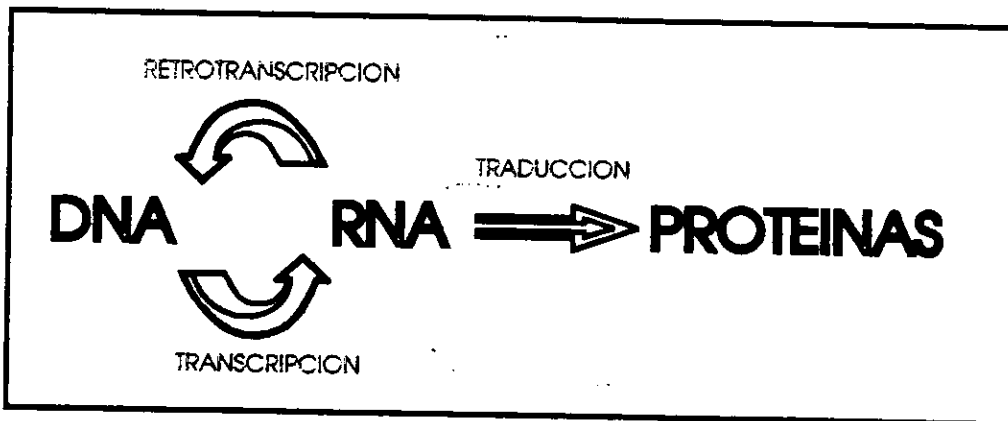 RETROTRANSCRIPCION
TRADUCCION
DNA RNA PROTEINAS
TRANSCRIPCION